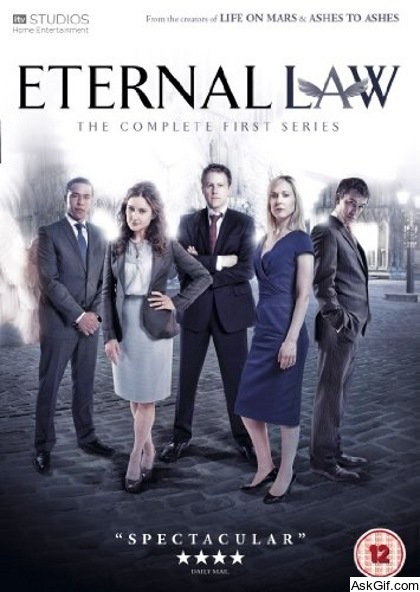 itv STUDIOS
Home Entertainment
From the creators of LIFE ON MARS & ASHES TO ASHES
ETERNAL LAW
THE COMPLETE FIRST SERIES
"SPECTACULAR"
★★★★
DAILY MAIL
12
AskGif.com